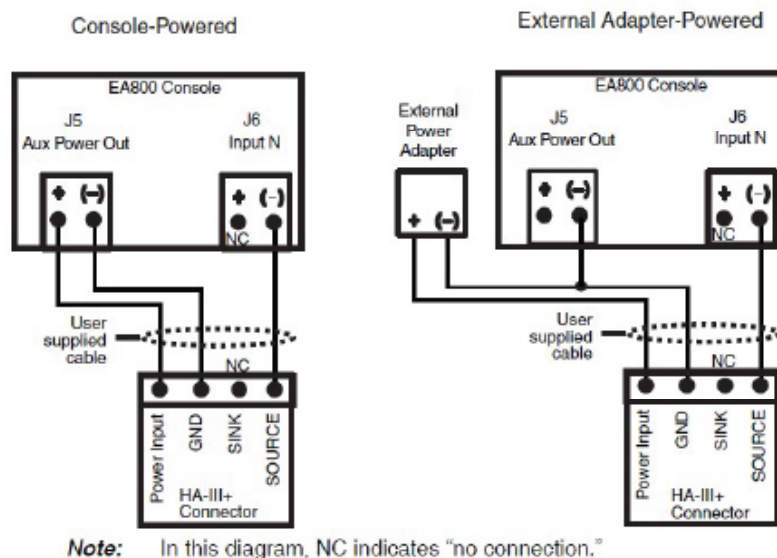 Console-Powered
EA800 Console
J5
Aux Power Out
J6
Input N
+ (−)
+ (−)
NC
User
supplied
cable
NC
Power Input
GND
SINK
SOURCE
HA-III+
Connector
External Adapter-Powered
External
Power
Adapter
+ (−)
EA800 Console
J5
Aux Power Out
J6
Input N
+ (−)
+ (−)
NC
User
supplied
cable
NC
Power Input
GND
SINK
SOURCE
HA-III+
Connector
Note: In this diagram, NC indicates “no connection.”